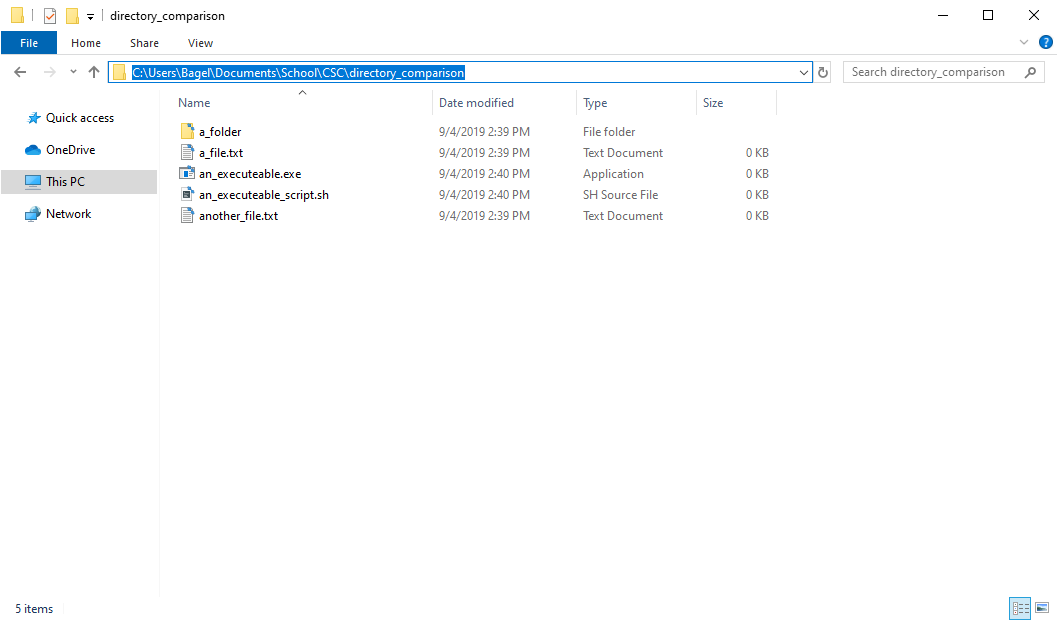 directory_comparison
File Home Share View
C:\Users\Bagel\Documents\School\CSC\directory_comparison Search directory_comparison
Name Date modified Type Size
Quick access
OneDrive
This PC
Network
a_folder 9/4/2019 2:39 PM File folder
a_file.txt 9/4/2019 2:39 PM Text Document 0 KB
an_executeable.exe 9/4/2019 2:40 PM Application 0 KB
an_executeable_script.sh 9/4/2019 2:40 PM SH Source File 0 KB
another_file.txt 9/4/2019 2:39 PM Text Document 0 KB
5 items